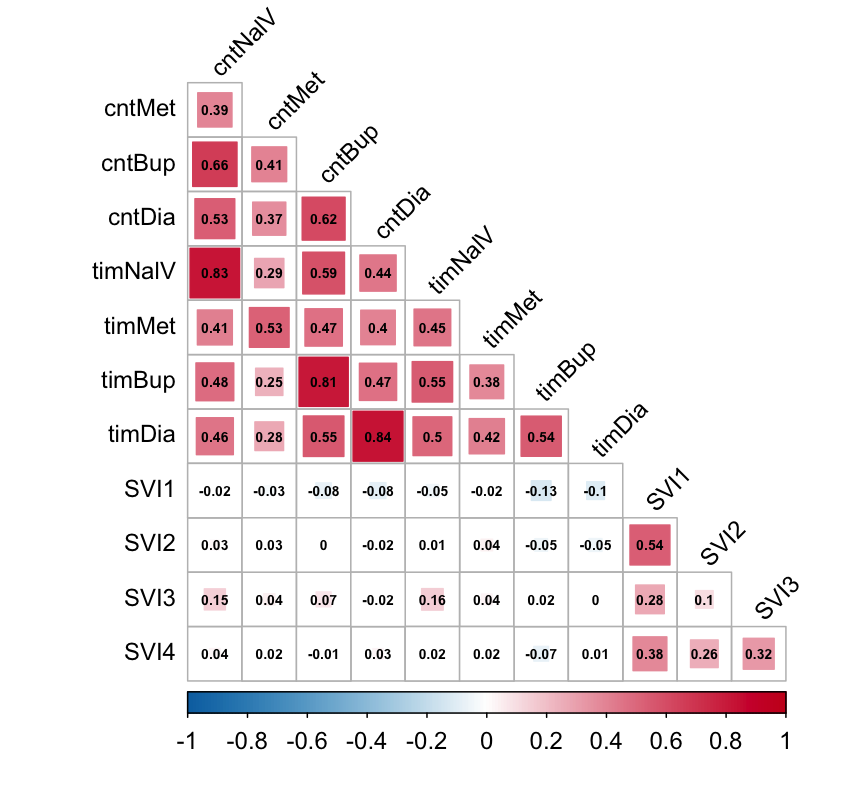 cntNalV
cntMet 0.39 cntMet
cntBup 0.66 0.41 cntBup
cntDia 0.53 0.37 0.62 cntDia
timNalV 0.83 0.29 0.59 0.44 timNalV
timMet 0.41 0.53 0.47 0.4 0.45 timMet
timBup 0.48 0.25 0.81 0.47 0.55 0.38 timBup
timDia 0.46 0.28 0.55 0.84 0.5 0.42 0.54 timDia
SVI1 -0.02 -0.03 -0.08 -0.08 -0.05 -0.02 -0.13 -0.1 SVI1
SVI2 0.03 0.03 0 -0.02 0.01 0.04 -0.05 -0.05 0.54 SVI2
SVI3 0.15 0.04 0.07 -0.02 0.16 0.04 0.02 0 0.28 0.1 SVI3
SVI4 0.04 0.02 -0.01 0.03 0.02 0.02 -0.07 0.01 0.38 0.26 0.32
-1 -0.8 -0.6 -0.4 -0.2 0 0.2 0.4 0.6 0.8 1